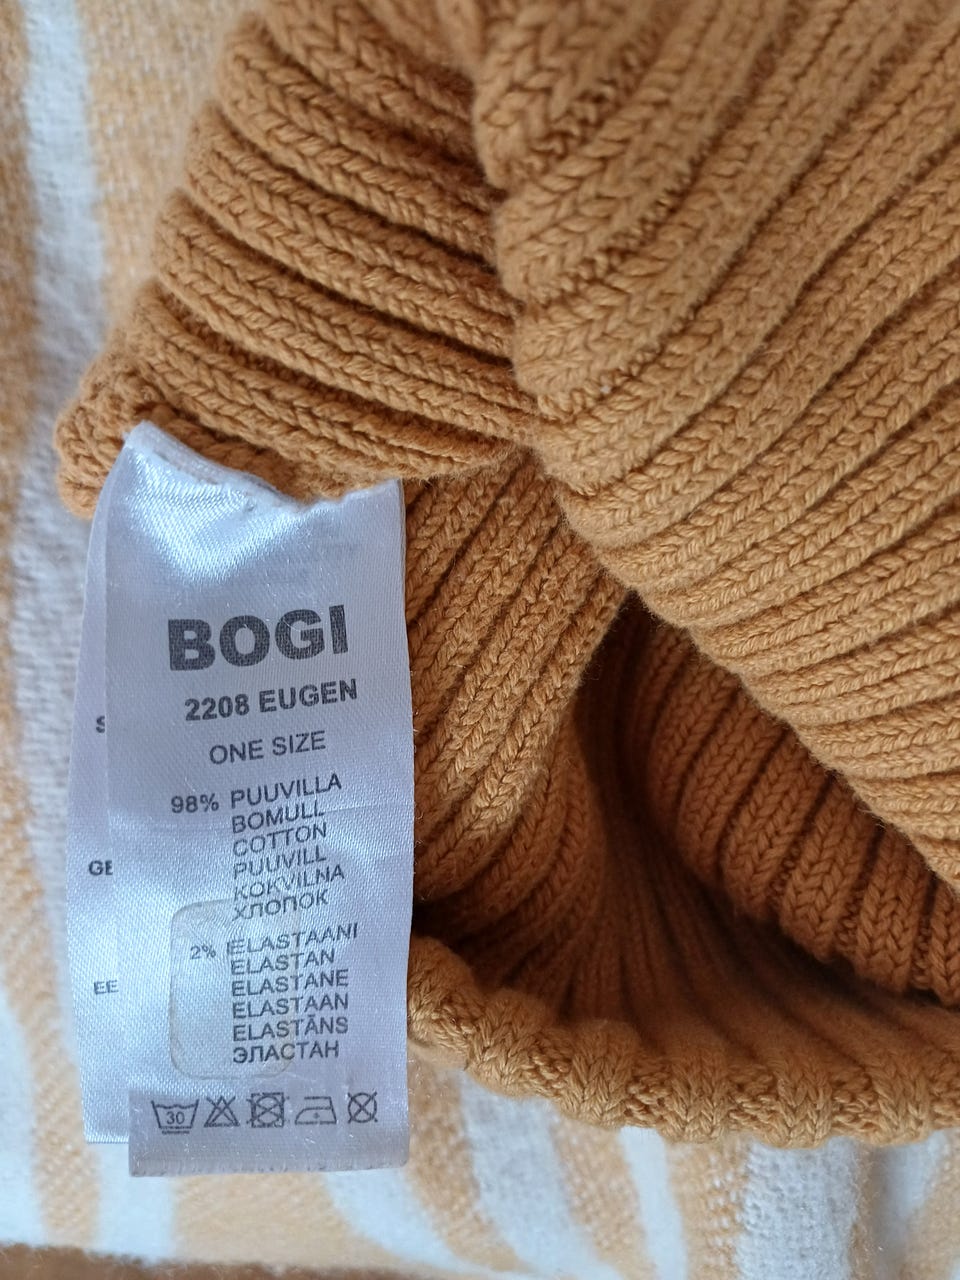 BOGI
2208 EUGEN
ONE SIZE
98% PUUVILLA
BOMULL
COTTON
PUUVILL
KOKVILNA
ХЛОПОК
2% ELASTAANI
ELASTAN
ELASTANE
ELASTAAN
ELASTĀNS
ЭЛАСТАН
30
EE